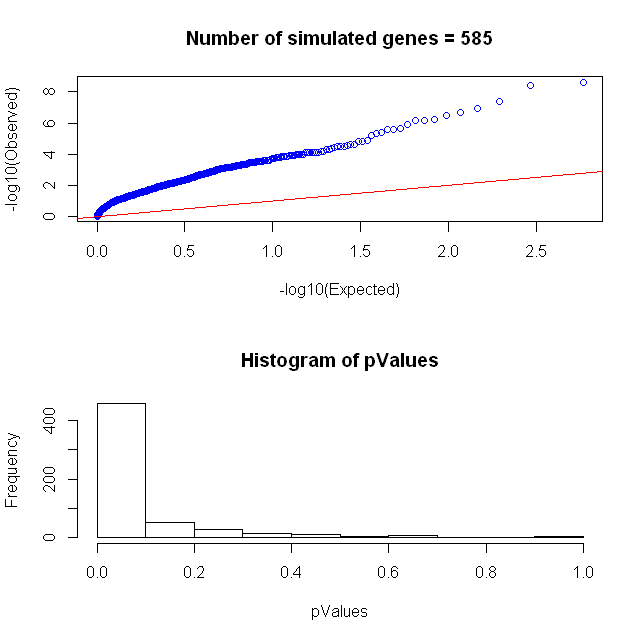 Number of simulated genes = 585
-log10(Observed)
8
6
4
2
0
0.0 0.5 1.0 1.5 2.0 2.5
-log10(Expected)
Histogram of pValues
Frequency
400
200
0
0.0 0.2 0.4 0.6 0.8 1.0
pValues